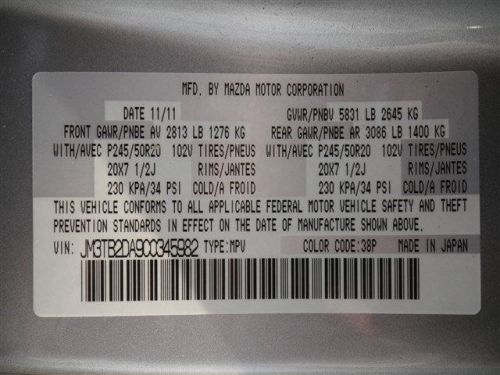 MFD. BY MAZDA MOTOR CORPORATION
DATE 11/11 GVWR/PNBV 5831 LB 2645 KG
FRONT GAWR/PNBE AV 2813 LB 1276 KG REAR GAWR/PNBE AR 3086 LB 1400 KG
WITH/AVEC P245/50R20 102V TIRES/PNEUS WITH/AVEC P245/50R20 102V TIRES/PNEUS
20X7 1/2J RIMS/JANTES 20X7 1/2J RIMS/JANTES
230 KPA/34 PSI COLD/A FROID 230 KPA/34 PSI COLD/A FROID
THIS VEHICLE CONFORMS TO ALL APPLICABLE FEDERAL MOTOR VEHICLE SAFETY AND THEFT
PREVENTION STANDARDS IN EFFECT ON THE DATE OF MANUFACTURE SHOWN ABOVE.
VIN: JM3TB2DA9C0345982 TYPE:MPV COLOR CODE:38P MADE IN JAPAN